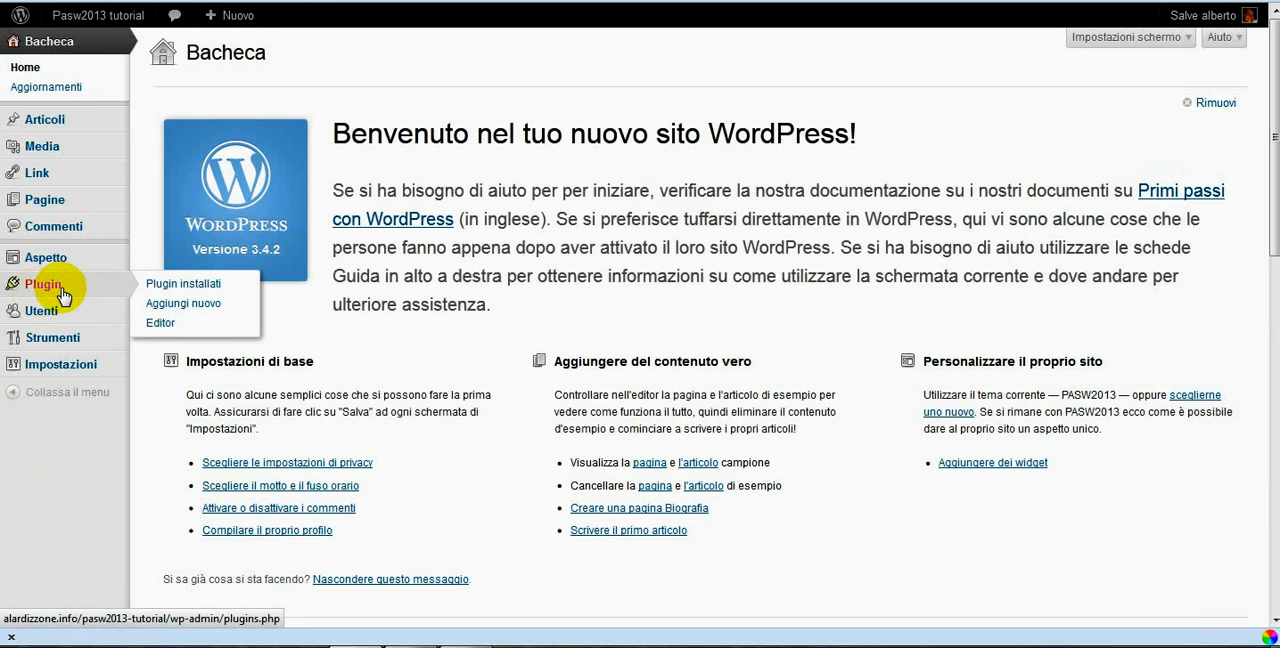 Pasw2013 tutorial
Nuovo
Salve alberto
Bacheca
Home
Aggiornamenti
Articoli
Media
Link
Pagine
Commenti
Aspetto
Plugin
Utenti
Strumenti
Impostazioni
Collassa il menu
Plugin installati
Aggiungi nuovo
Editor
Bacheca
Impostazioni schermo
Aiuto
Rimuovi
WORDPRESS
Versione 3.4.2
Benvenuto nel tuo nuovo sito WordPress!
Se si ha bisogno di aiuto per per iniziare, verificare la nostra documentazione su i nostri documenti su Primi passi
con WordPress (in inglese). Se si preferisce tuffarsi direttamente in WordPress, qui vi sono alcune cose che le
persone fanno appena dopo aver attivato il loro sito WordPress. Se si ha bisogno di aiuto utilizzare le schede
Guida in alto a destra per ottenere informazioni su come utilizzare la schermata corrente e dove andare per
ulteriore assistenza.
Impostazioni di base
Qui ci sono alcune semplici cose che si possono fare la prima
volta. Assicurarsi di fare clic su "Salva" ad ogni schermata di
"Impostazioni".
Scegliere le impostazioni di privacy
Scegliere il motto e il fuso orario
Attivare o disattivare i commenti
Compilare il proprio profilo
Aggiungere del contenuto vero
Controllare nell'editor la pagina e l'articolo di esempio per
vedere come funziona il tutto, quindi eliminare il contenuto
d'esempio e cominciare a scrivere i propri articoli!
Visualizza la pagina e l'articolo campione
Cancellare la pagina e l'articolo di esempio
Creare una pagina Biografia
Scrivere il primo articolo
Personalizzare il proprio sito
Utilizzare il tema corrente — PASW2013 — oppure sceglierne
uno nuovo. Se si rimane con PASW2013 ecco come è possibile
dare al proprio sito un aspetto unico.
Aggiungere dei widget
Si sa già cosa si sta facendo? Nascondere questo messaggio.
alardizzone.info/pasw2013-tutorial/wp-admin/plugins.php